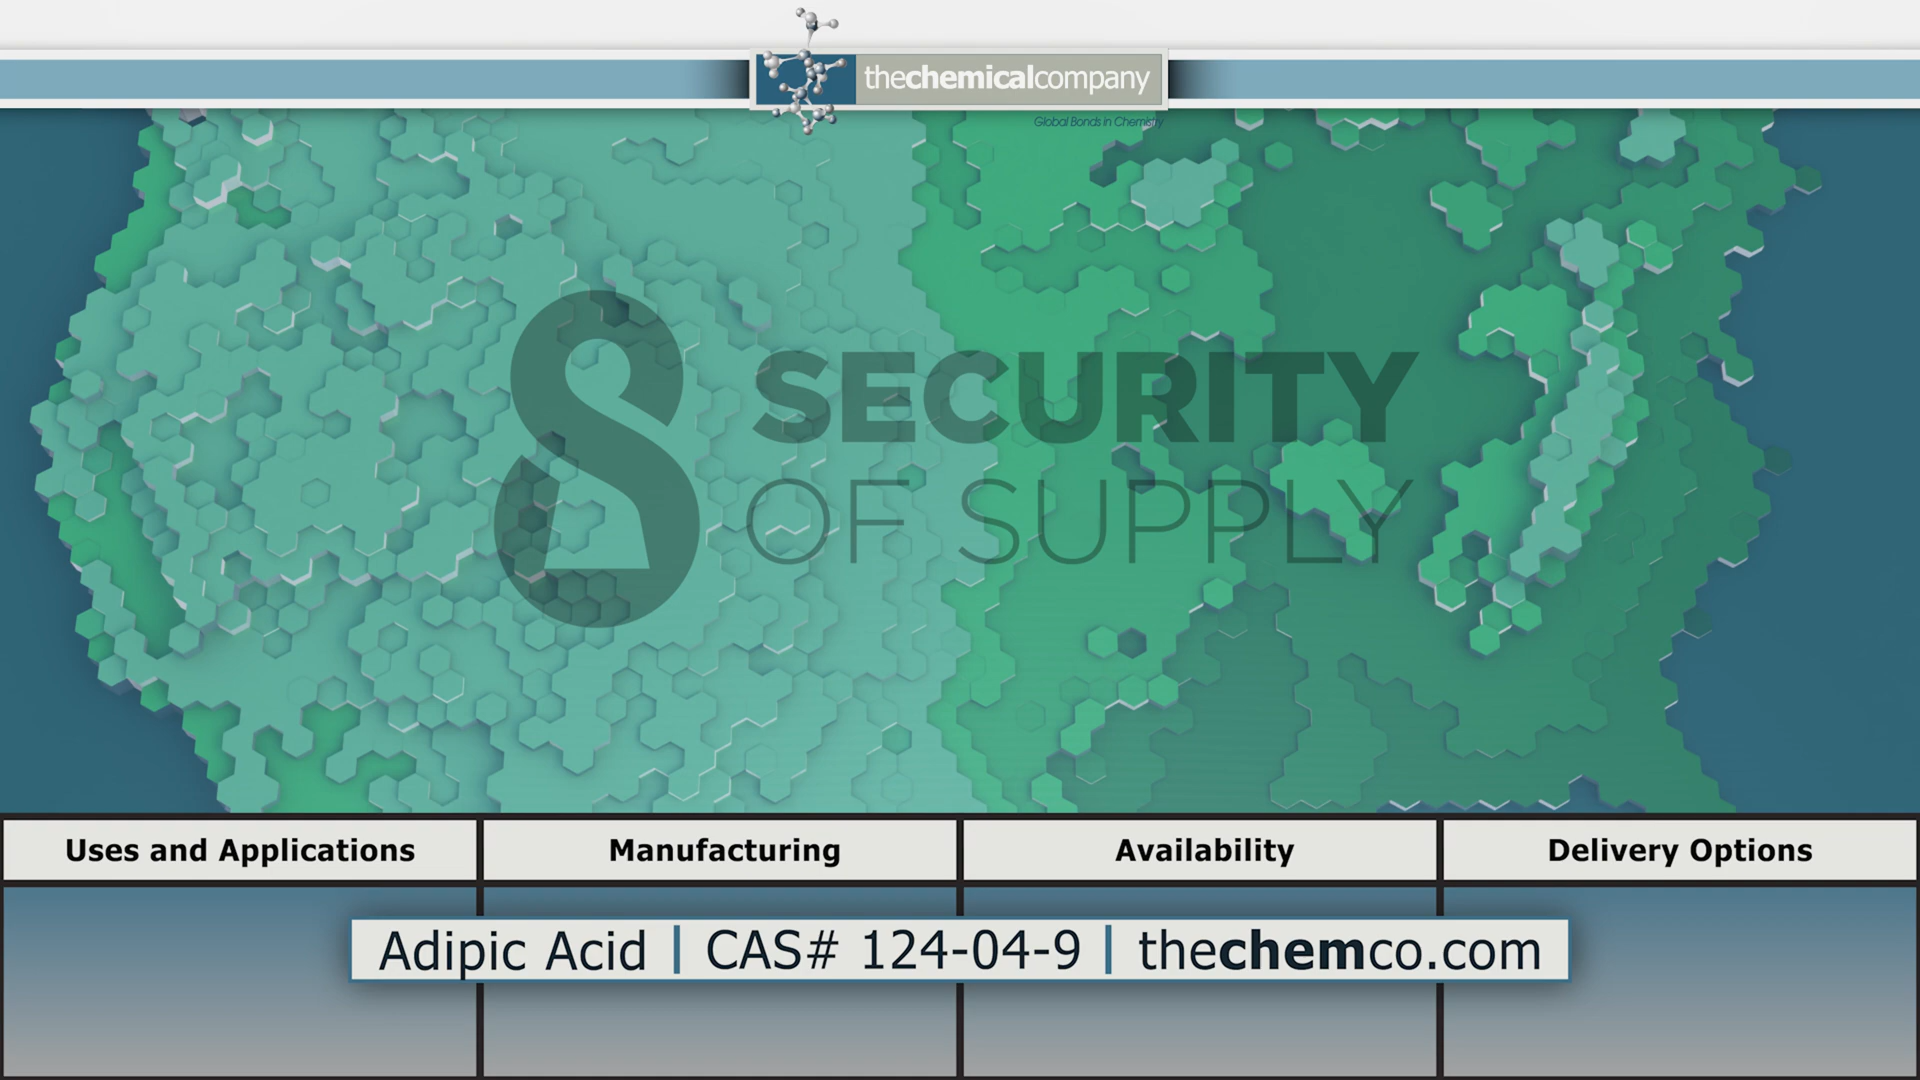 thechemicalcompany
Global Bonds in Chemistry
SECURITY
OF SUPPLY
Uses and Applications
Manufacturing
Availability
Delivery Options
Adipic Acid | CAS# 124-04-9 | thechemco.com